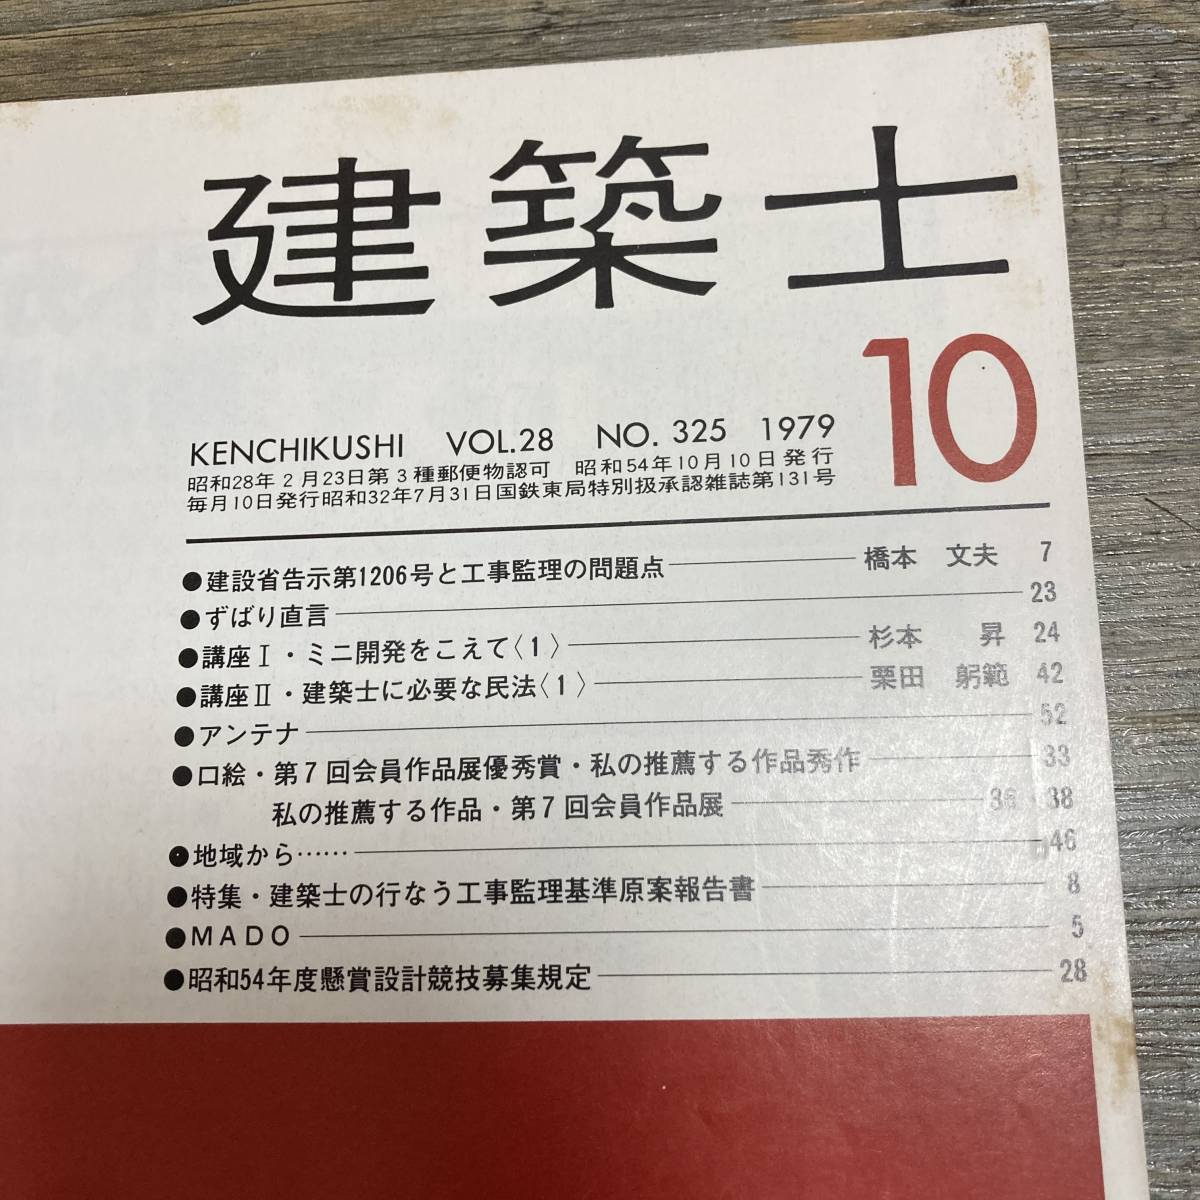 建築士
10
KENCHIKUSHI VOL.28 NO. 325 1979
昭和28年2月23日第3種郵便物認可 昭和54年10月10日発行
毎月10日発行昭和32年7月31日国鉄東局特別扱承認雑誌第131号
●建設省告示第1206号と工事監理の問題点 橋本 文夫 7
●ずばり直言 23
●講座Ⅰ・ミニ開発をこえて〈1〉 杉本 昇 24
●講座Ⅱ・建築士に必要な民法〈1〉 栗田 躬範 42
●アンテナ 52
●口絵・第7回会員作品展優秀賞・私の推薦する作品秀作 33
私の推薦する作品・第7回会員作品展 36・38
●地域から…… 46
●特集・建築士の行なう工事監理基準原案報告書 8
●MADO 5
●昭和54年度懸賞設計競技募集規定 28